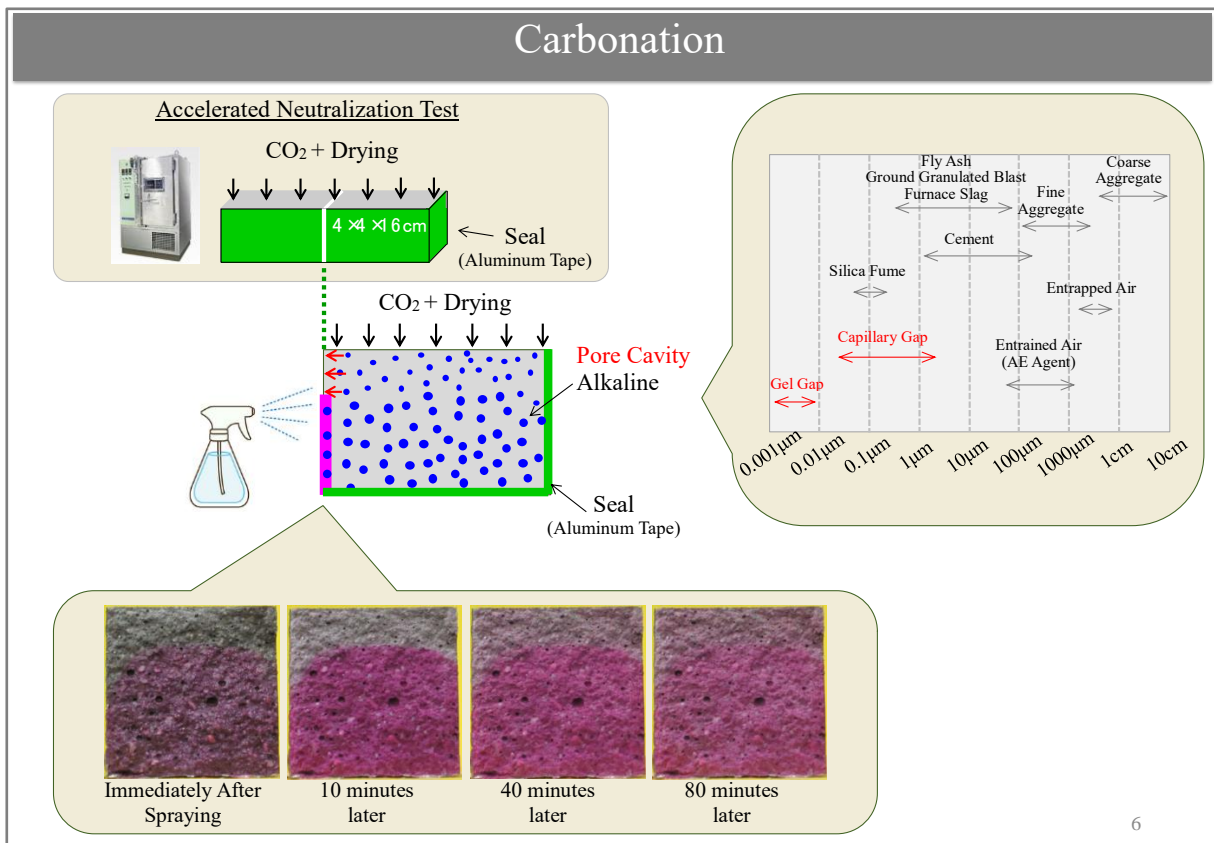 Carbonation
Accelerated Neutralization Test
CO₂ + Drying
4×4×16cm
Seal
(Aluminum Tape)
CO₂ + Drying
Pore Cavity
Alkaline
Seal
(Aluminum Tape)
Fly Ash
Ground Granulated Blast
Furnace Slag
Coarse
Aggregate
Fine
Aggregate
Cement
Silica Fume
Entrapped Air
Capillary Gap
Entrained Air
(AE Agent)
Gel Gap
0.001μm
0.01μm
0.1μm
1μm
10μm
100μm
1000μm
1cm
10cm
Immediately After
Spraying
10 minutes
later
40 minutes
later
80 minutes
later
6